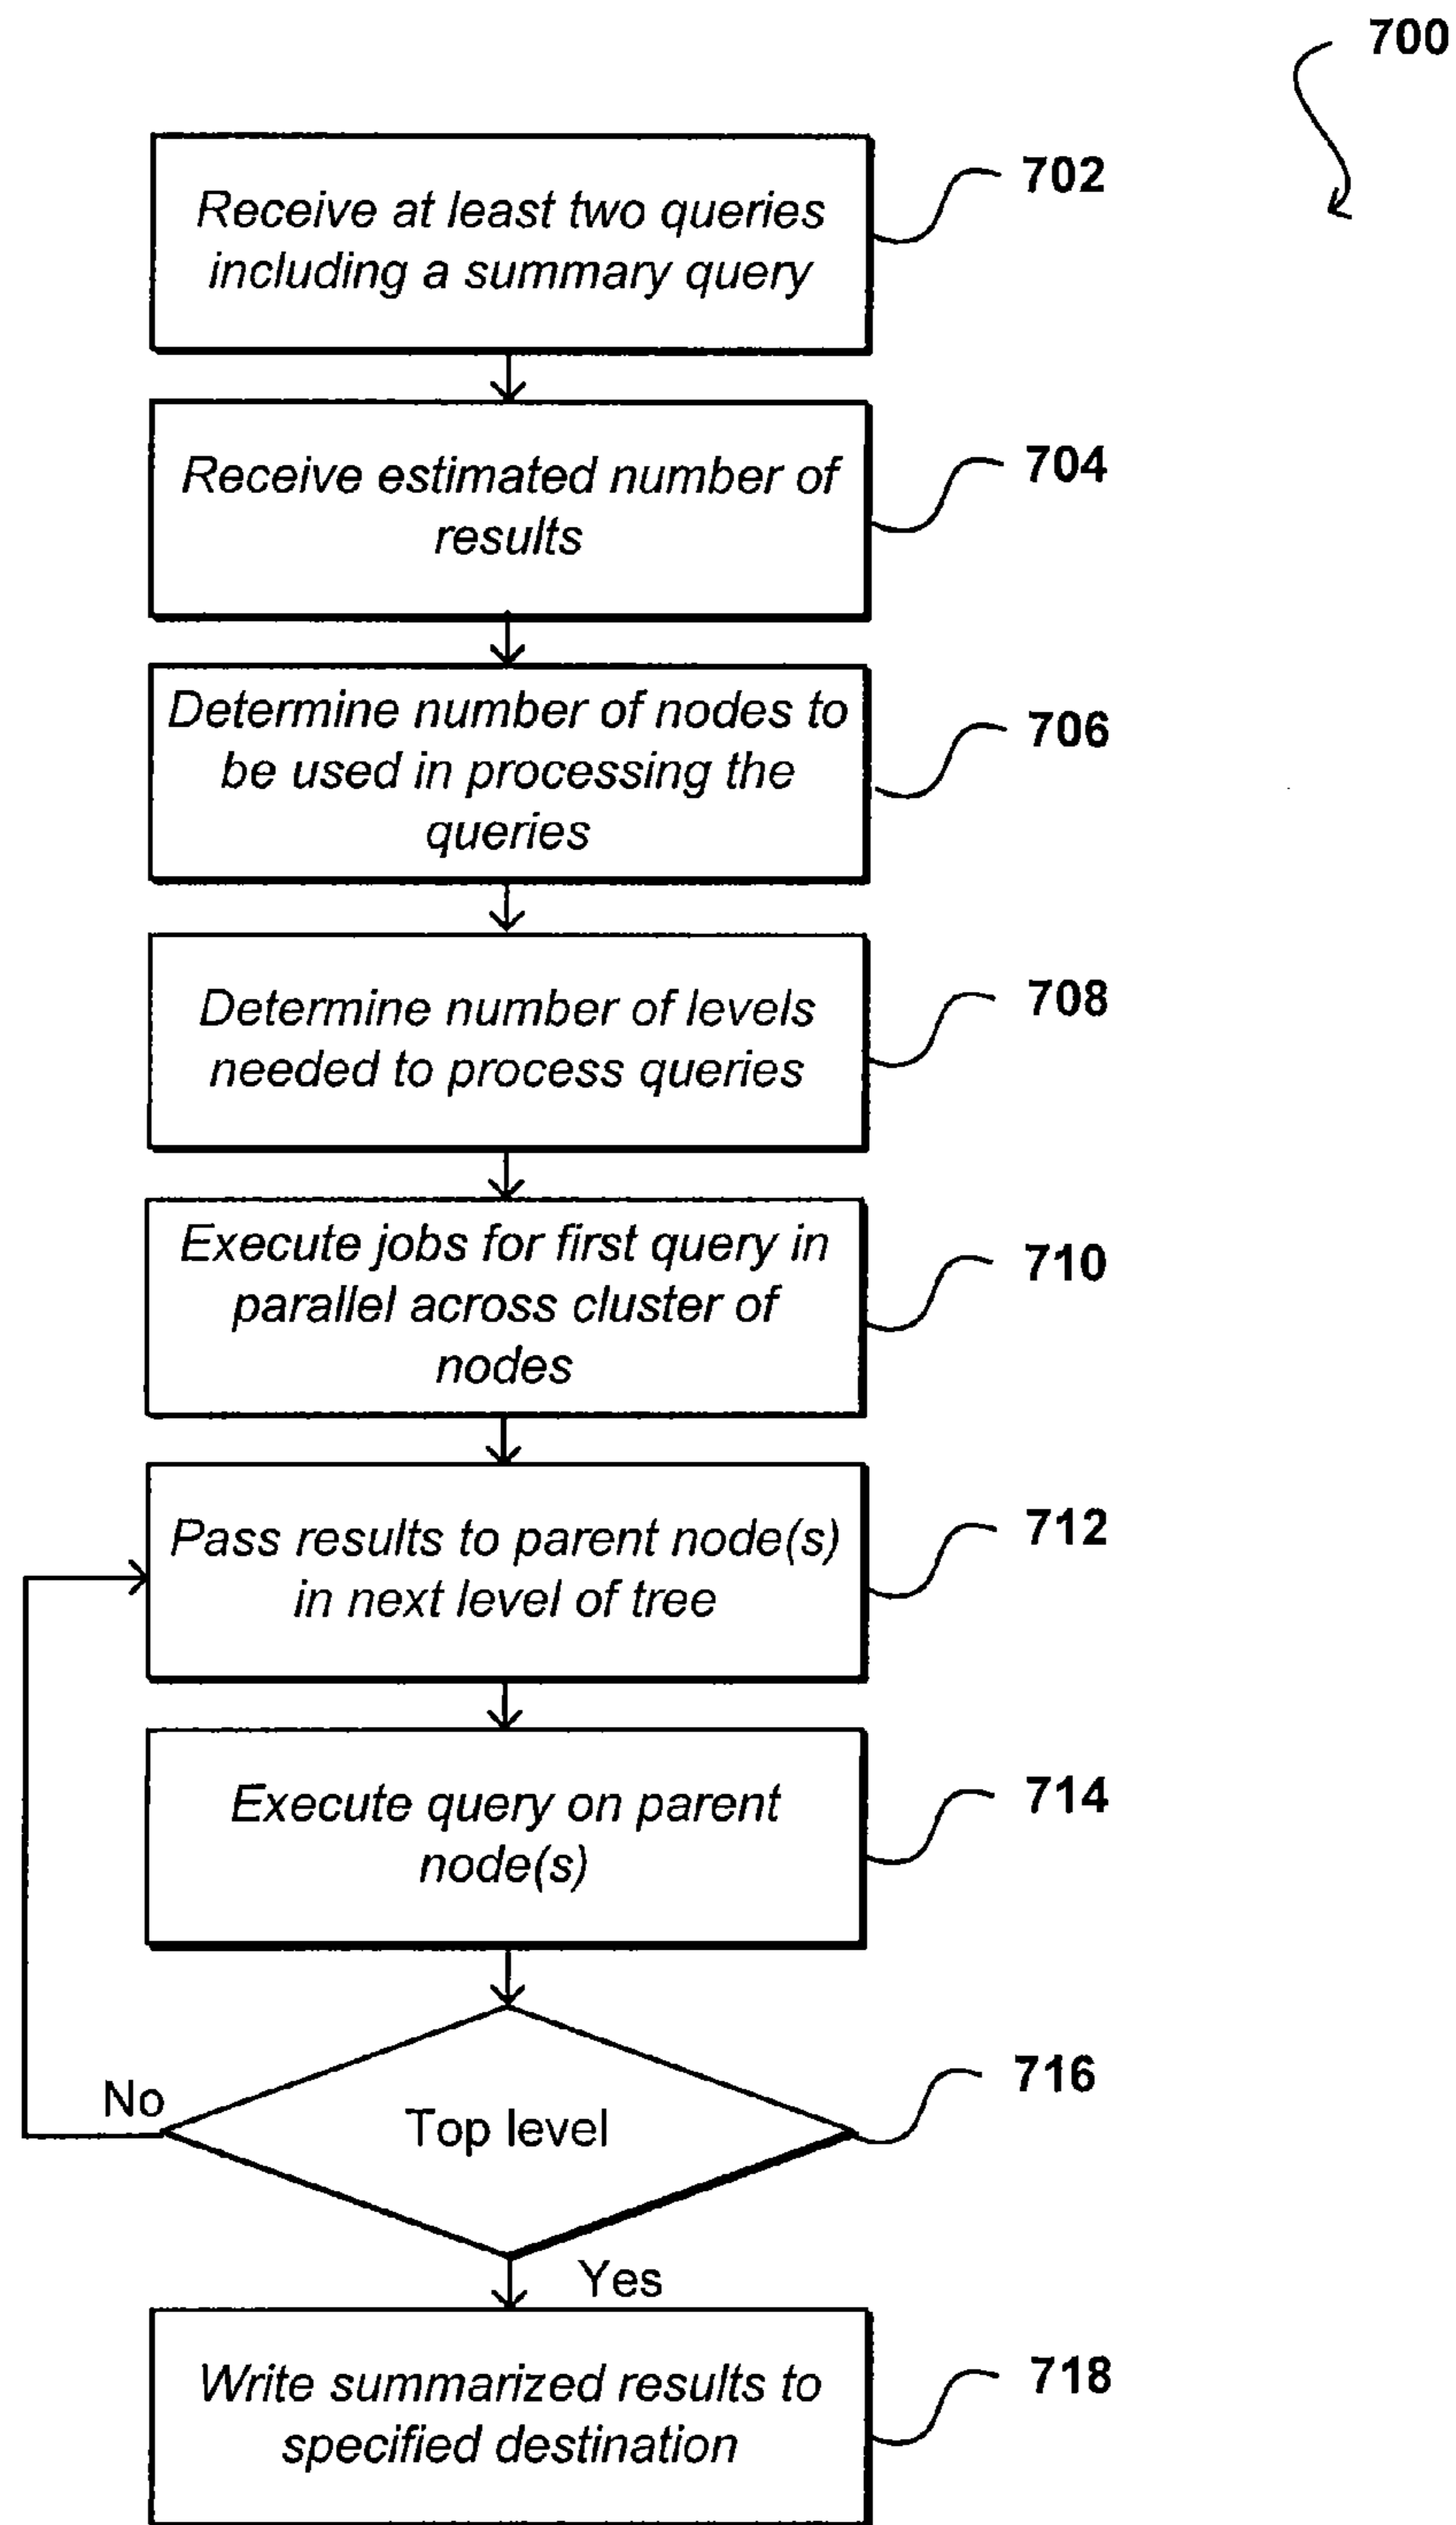 700
Receive at least two queries
including a summary query
702
Receive estimated number of
results
704
Determine number of nodes to
be used in processing the
queries
706
Determine number of levels
needed to process queries
708
Execute jobs for first query in
parallel across cluster of
nodes
710
Pass results to parent node(s)
in next level of tree
712
Execute query on parent
node(s)
714
Top level
716
No
Yes
Write summarized results to
specified destination
718